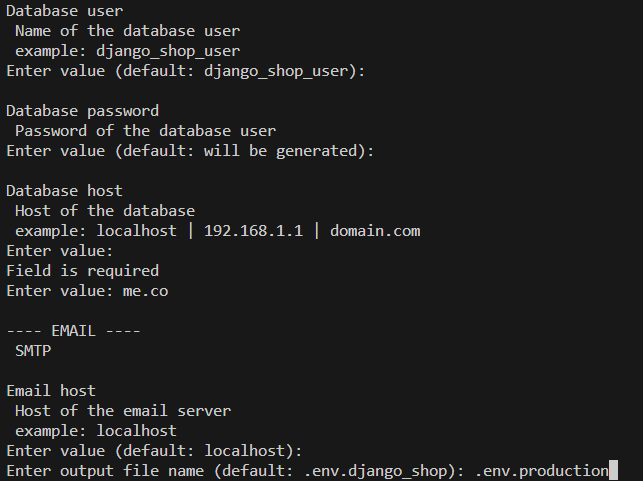 Database user
Name of the database user
example: django_shop_user
Enter value (default: django_shop_user):
Database password
Password of the database user
Enter value (default: will be generated):
Database host
Host of the database
example: localhost | 192.168.1.1 | domain.com
Enter value:
Field is required
Enter value: me.co
---- EMAIL ----
SMTP
Email host
Host of the email server
example: localhost
Enter value (default: localhost):
Enter output file name (default: .env.django_shop): .env.production